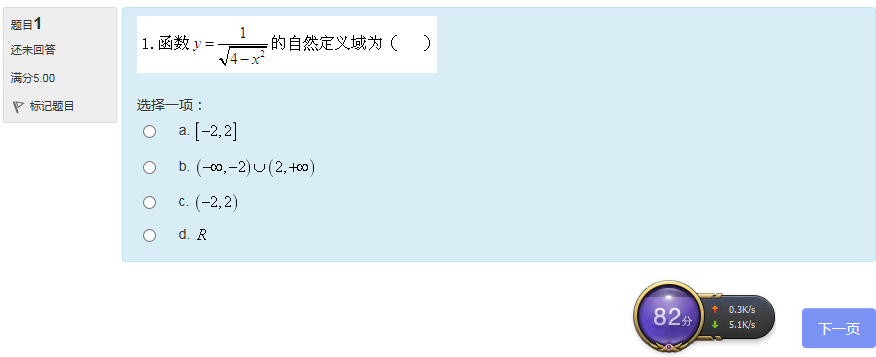 题目1
还未回答
满分5.00
标记题目
1.函数 y = 1/√(4-x²) 的自然定义域为（ ）
选择一项：
a. [-2,2]
b. (-∞,-2)∪(2,+∞)
c. (-2,2)
d. R
82分
0.3K/s
5.1K/s
下一页